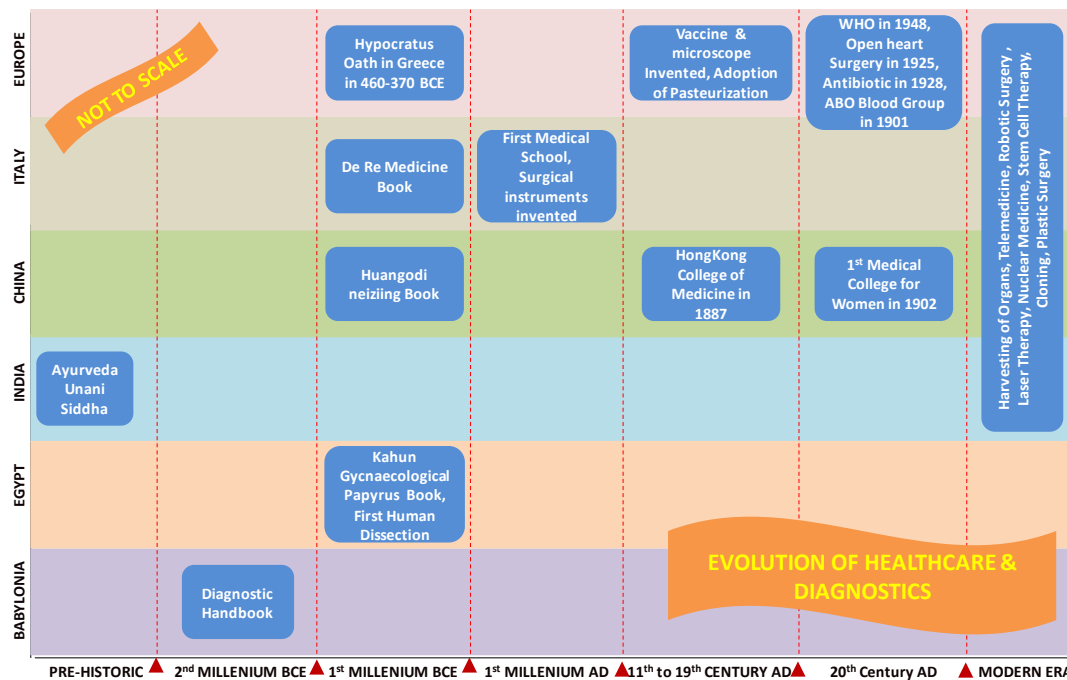 EUROPE
NOT TO SCALE
Hypocratus
Oath in Greece
in 460-370 BCE
Vaccine &
microscope
Invented, Adoption
of Pasteurization
WHO in 1948,
Open heart
Surgery in 1925,
Antibiotic in 1928,
ABO Blood Group
in 1901
Harvesting of Organs, Telemedicine, Robotic Surgery ,
Laser Therapy, Nuclear Medicine, Stem Cell Therapy,
Cloning, Plastic Surgery
ITALY
De Re Medicine
Book
First Medical
School,
Surgical
instruments
invented
CHINA
Huangodi
neiziing Book
HongKong
College of
Medicine in
1887
1st Medical
College for
Women in 1902
INDIA
Ayurveda
Unani
Siddha
EGYPT
Kahun
Gycnaecological
Papyrus Book,
First Human
Dissection
BABYLONIA
Diagnostic
Handbook
EVOLUTION OF HEALTHCARE &
DIAGNOSTICS
PRE-HISTORIC 2nd MILLENIUM BCE 1st MILLENIUM BCE 1st MILLENIUM AD 11th to 19th CENTURY AD 20th Century AD MODERN ERA